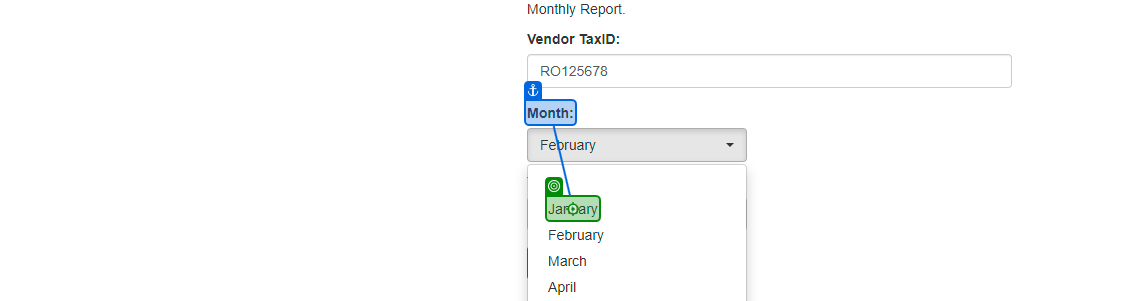 Monthly Report.
Vendor TaxID:
RO125678
Month:
February
January
February
March
April